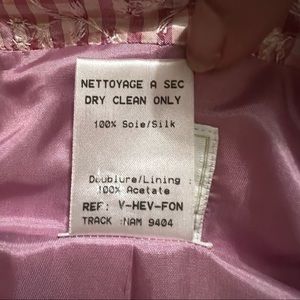 NETTOYAGE A SEC
DRY CLEAN ONLY
100% Soie/Silk
Doublure/Lining
100% Acetate
REF: V-HEV-FON
TRACK :NAM 9404